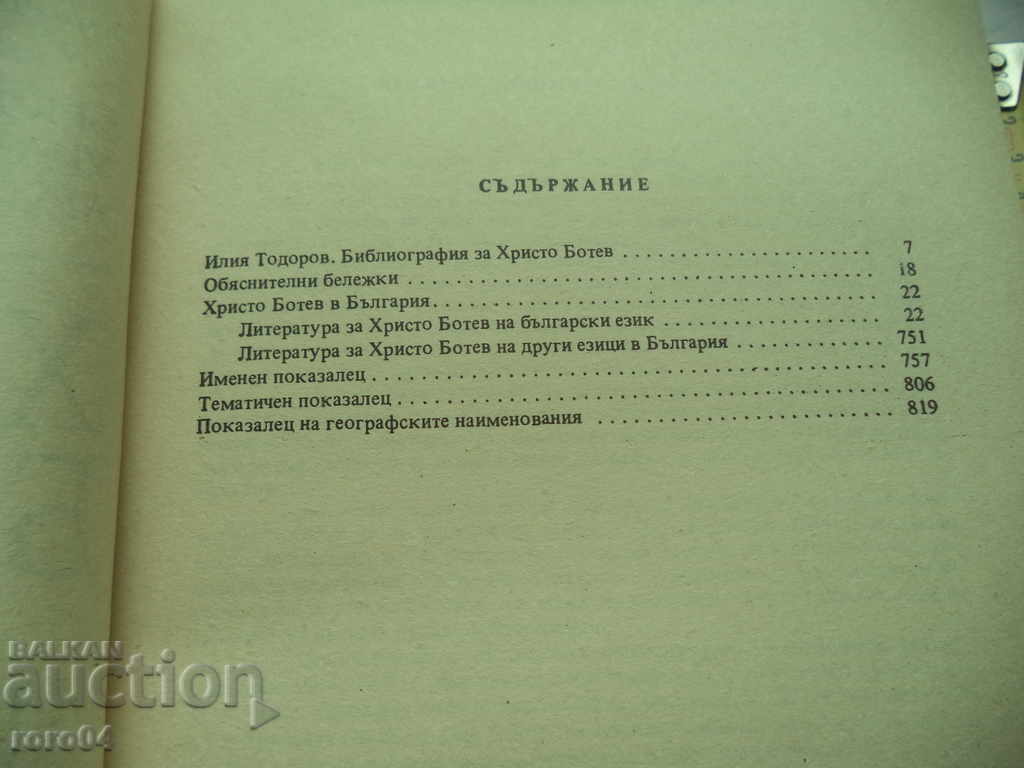 СЪДЪРЖАНИЕ
Илия Тодоров. Библиография за Христо Ботев . . . . . . . . . . . . . . . . . 7
Обяснителни бележки . . . . . . . . . . . . . . . . . . . . . . . . . . . . . . 18
Христо Ботев в България . . . . . . . . . . . . . . . . . . . . . . . . . . . . 22
Литература за Христо Ботев на български език . . . . . . . . . . . . . . . . 22
Литература за Христо Ботев на други езици в България . . . . . . . . . . . 751
Именен показалец . . . . . . . . . . . . . . . . . . . . . . . . . . . . . . . . 757
Тематичен показалец . . . . . . . . . . . . . . . . . . . . . . . . . . . . . . 806
Показалец на географските наименования . . . . . . . . . . . . . . . . . . . 819
BALKAN
auction
roro04